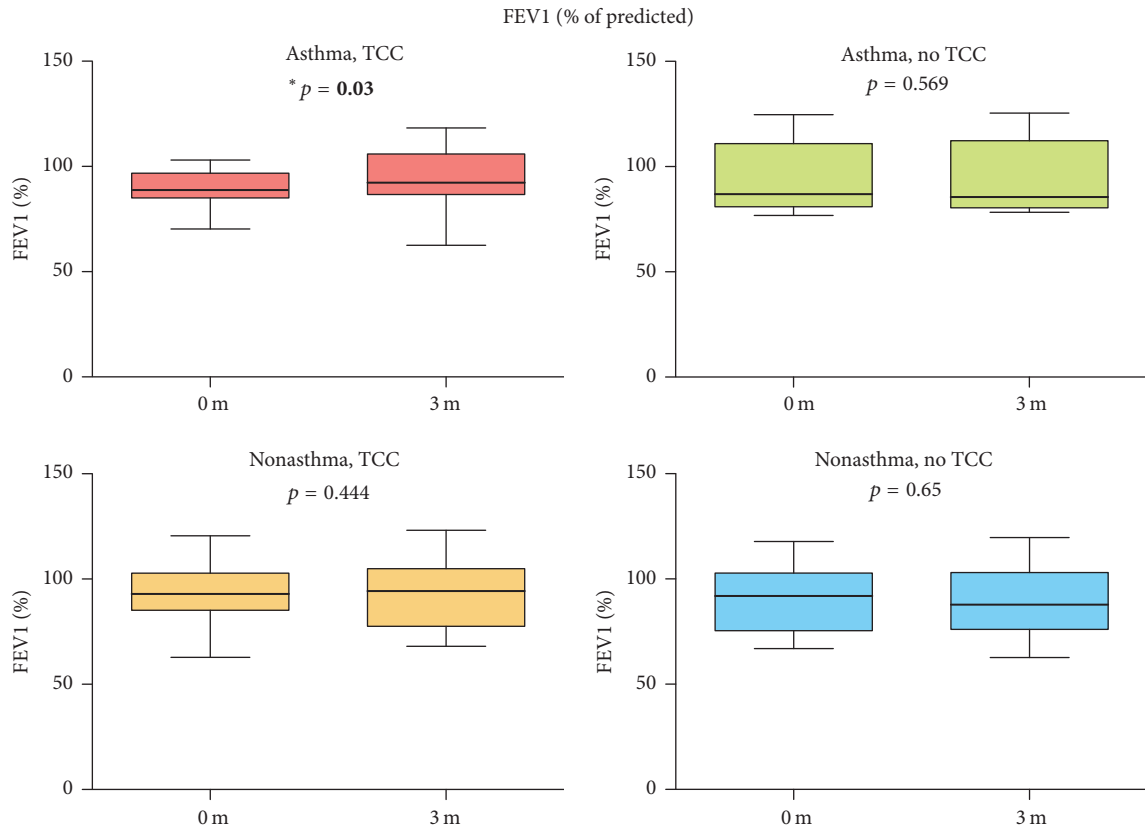 FEV1 (% of predicted)
Asthma, TCC
* p = 0.03
150
100
50
0
FEV1 (%)
0 m
3 m
Asthma, no TCC
p = 0.569
150
100
50
0
FEV1 (%)
0 m
3 m
Nonasthma, TCC
p = 0.444
150
100
50
0
FEV1 (%)
0 m
3 m
Nonasthma, no TCC
p = 0.65
150
100
50
0
FEV1 (%)
0 m
3 m